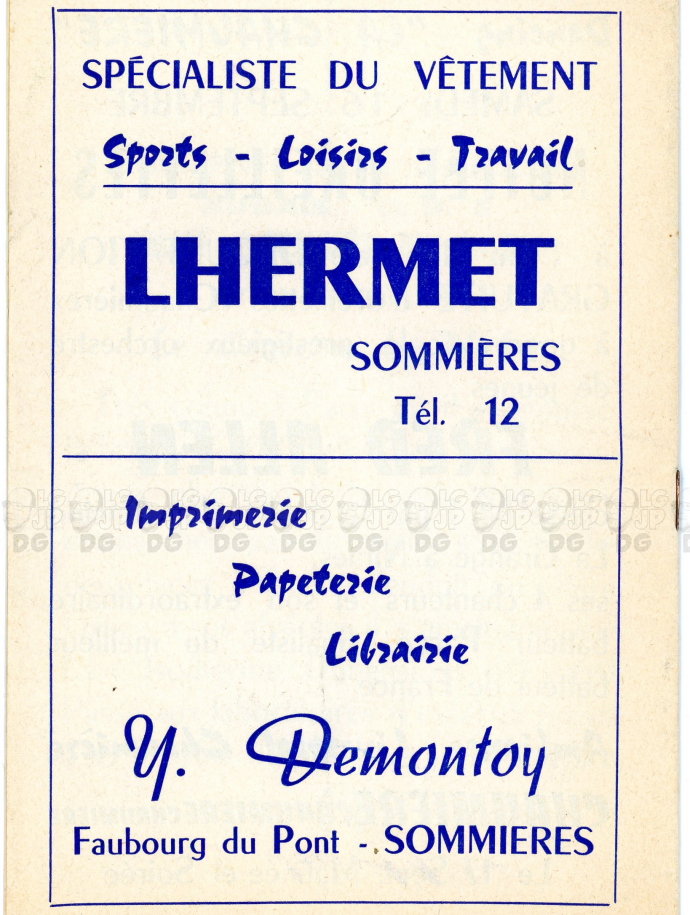 SPÉCIALISTE DU VÊTEMENT
Sports - Loisirs - Travail
LHERMET
SOMMIÈRES
Tél. 12
Imprimerie
Papeterie
Librairie
Y. Demontoy
Faubourg du Pont - SOMMIERES